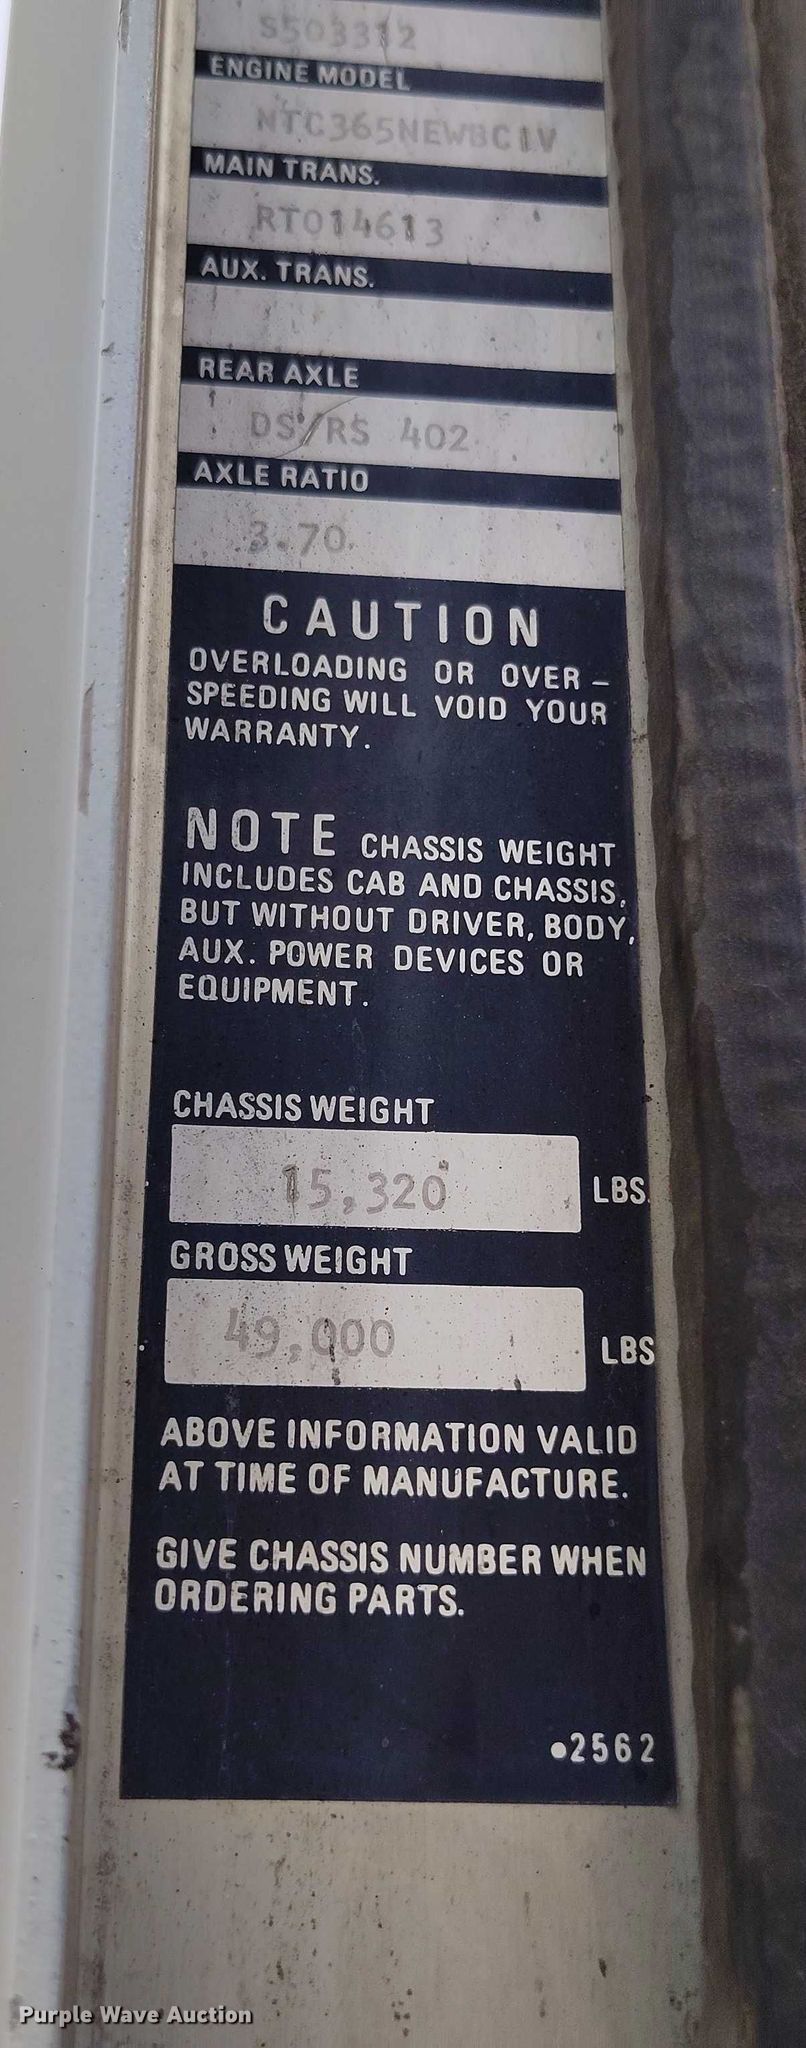 S503312
ENGINE MODEL
NTC365NEWBCIV
MAIN TRANS.
RTO14613
AUX. TRANS.
REAR AXLE
DS/RS 402
AXLE RATIO
3.70
CAUTION
OVERLOADING OR OVER -
SPEEDING WILL VOID YOUR
WARRANTY.
NOTE CHASSIS WEIGHT
INCLUDES CAB AND CHASSIS,
BUT WITHOUT DRIVER, BODY,
AUX. POWER DEVICES OR
EQUIPMENT.
CHASSIS WEIGHT
15,320 LBS.
GROSS WEIGHT
49,000 LBS
ABOVE INFORMATION VALID
AT TIME OF MANUFACTURE.
GIVE CHASSIS NUMBER WHEN
ORDERING PARTS.
•2562
Purple Wave Auction